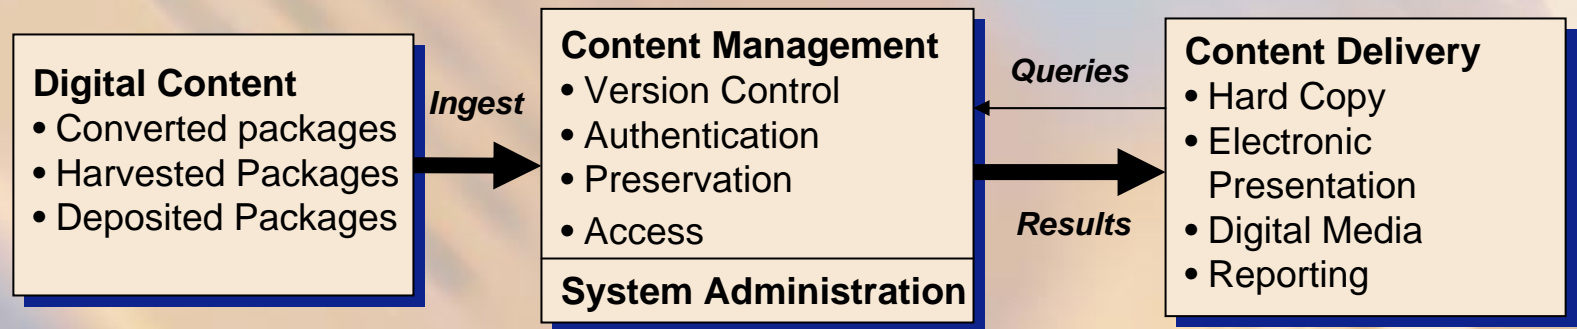 Digital Content
• Converted packages
• Harvested Packages
• Deposited Packages
Ingest
Content Management
• Version Control
• Authentication
• Preservation
• Access
System Administration
Queries
Results
Content Delivery
• Hard Copy
• Electronic
Presentation
• Digital Media
• Reporting